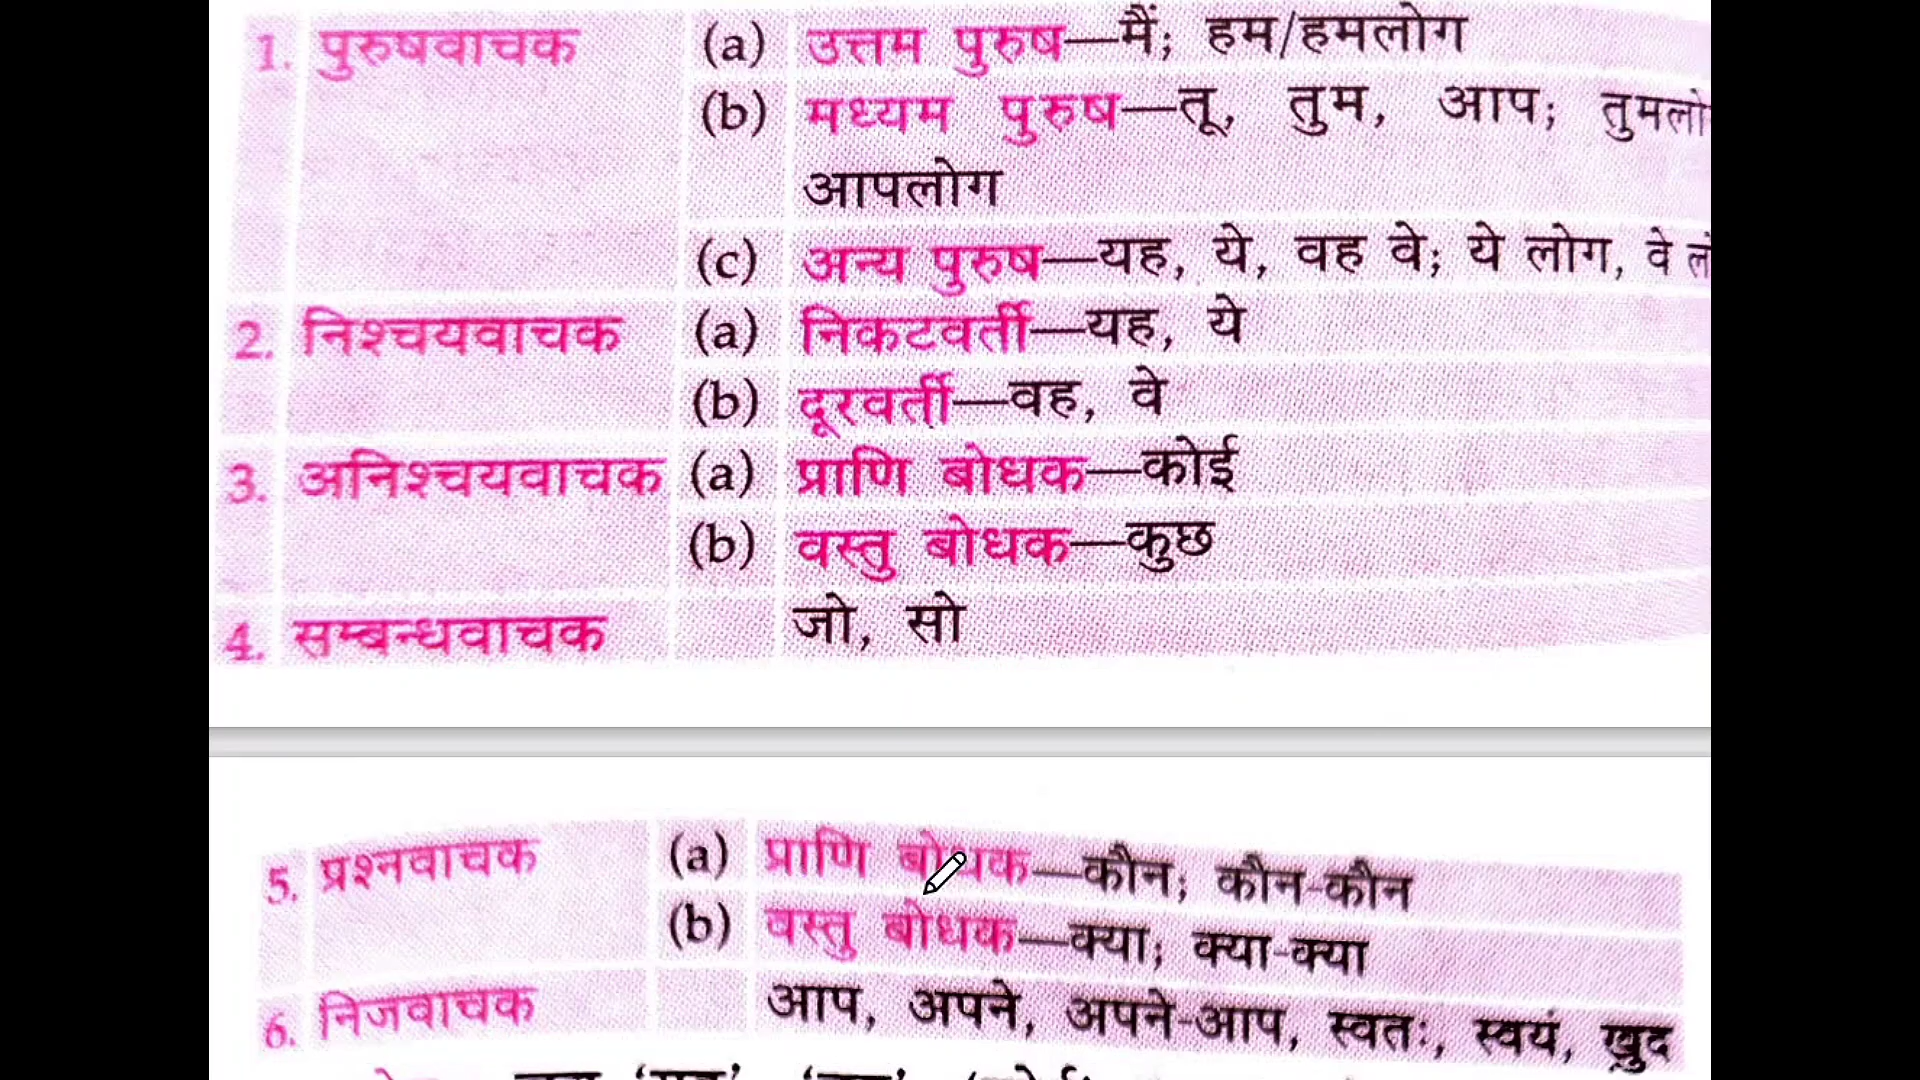 1. पुरुषवाचक (a) उत्तम पुरुष—मैं; हम/हमलोग
(b) मध्यम पुरुष—तू, तुम, आप;
आपलोग
(c) अन्य पुरुष—यह, ये, वह वे; ये लोग, वे
2. निश्चयवाचक (a) निकटवर्ती—यह, ये
(b) दूरवर्ती—वह, वे
3. अनिश्चयवाचक (a) प्राणि बोधक—कोई
(b) वस्तु बोधक—कुछ
4. सम्बन्धवाचक जो, सो
5. प्रश्नवाचक (a) प्राणि बोधक—कौन; कौन-कौन
(b) वस्तु बोधक—क्या; क्या-क्या
6. निजवाचक आप, अपने, अपने-आप, स्वतः, स्वयं, ख़ुद